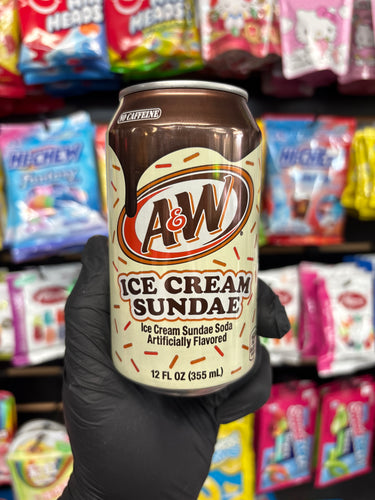 HEADS
HEADS
NO CAFFEINE
HI-CHEW
Fantasy
HI-CHEW
A&W
ICE CREAM
SUNDAE
Ice Cream Sundae Soda
Artificially Flavored
12 FL OZ (355 mL)